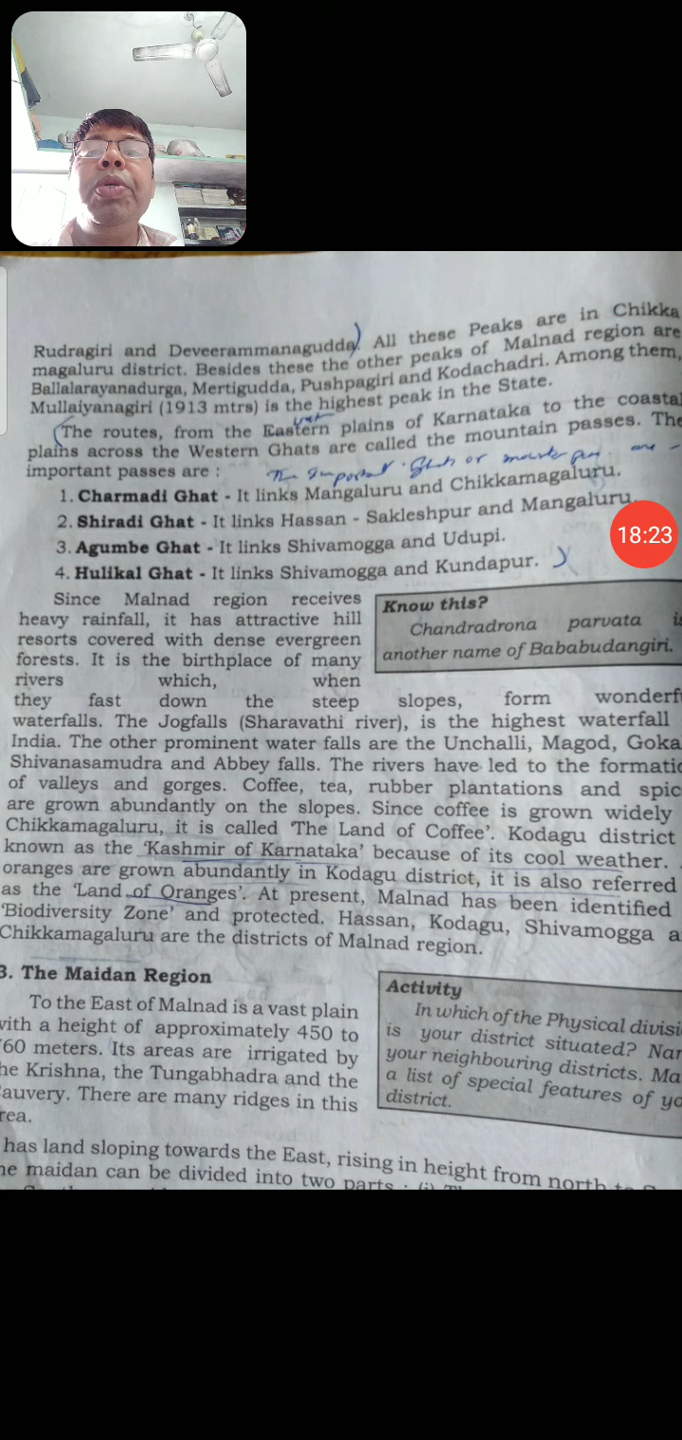 Rudragiri and Deveerammanagudda. All these Peaks are in Chikka
magaluru district. Besides these the other peaks of Malnad region are
Ballalarayanadurga, Mertigudda, Pushpagiri and Kodachadri. Among them,
Mullaiyanagiri (1913 mtrs) is the highest peak in the State.
The routes, from the Eastern plains of Karnataka to the coastal
plains across the Western Ghats are called the mountain passes. The
important passes are :
The important Ghats or
1. Charmadi Ghat - It links Mangaluru and Chikkamagaluru.
2. Shiradi Ghat - It links Hassan - Sakleshpur and Mangaluru.
3. Agumbe Ghat - It links Shivamogga and Udupi.
4. Hulikal Ghat - It links Shivamogga and Kundapur.
18:23
Since Malnad region receives
heavy rainfall, it has attractive hill
resorts covered with dense evergreen
forests. It is the birthplace of many
rivers which, when
Know this?
Chandradrona parvata is
another name of Bababudangiri.
they fast down the steep slopes, form wonderf
waterfalls. The Jogfalls (Sharavathi river), is the highest waterfall
India. The other prominent water falls are the Unchalli, Magod, Goka
Shivanasamudra and Abbey falls. The rivers have led to the formatio
of valleys and gorges. Coffee, tea, rubber plantations and spic
are grown abundantly on the slopes. Since coffee is grown widely
Chikkamagaluru, it is called 'The Land of Coffee'. Kodagu district
known as the 'Kashmir of Karnataka' because of its cool weather.
oranges are grown abundantly in Kodagu district, it is also referred
as the 'Land of Oranges'. At present, Malnad has been identified
'Biodiversity Zone' and protected. Hassan, Kodagu, Shivamogga a
Chikkamagaluru are the districts of Malnad region.
3. The Maidan Region
To the East of Malnad is a vast plain
with a height of approximately 450 to
760 meters. Its areas are irrigated by
he Krishna, the Tungabhadra and the
Cauvery. There are many ridges in this
rea.
Activity
In which of the Physical divisi
is your district situated? Nam
your neighbouring districts. Ma
a list of special features of yo
district.
has land sloping towards the East, rising in height from north to
he maidan can be divided into two parts : (i)